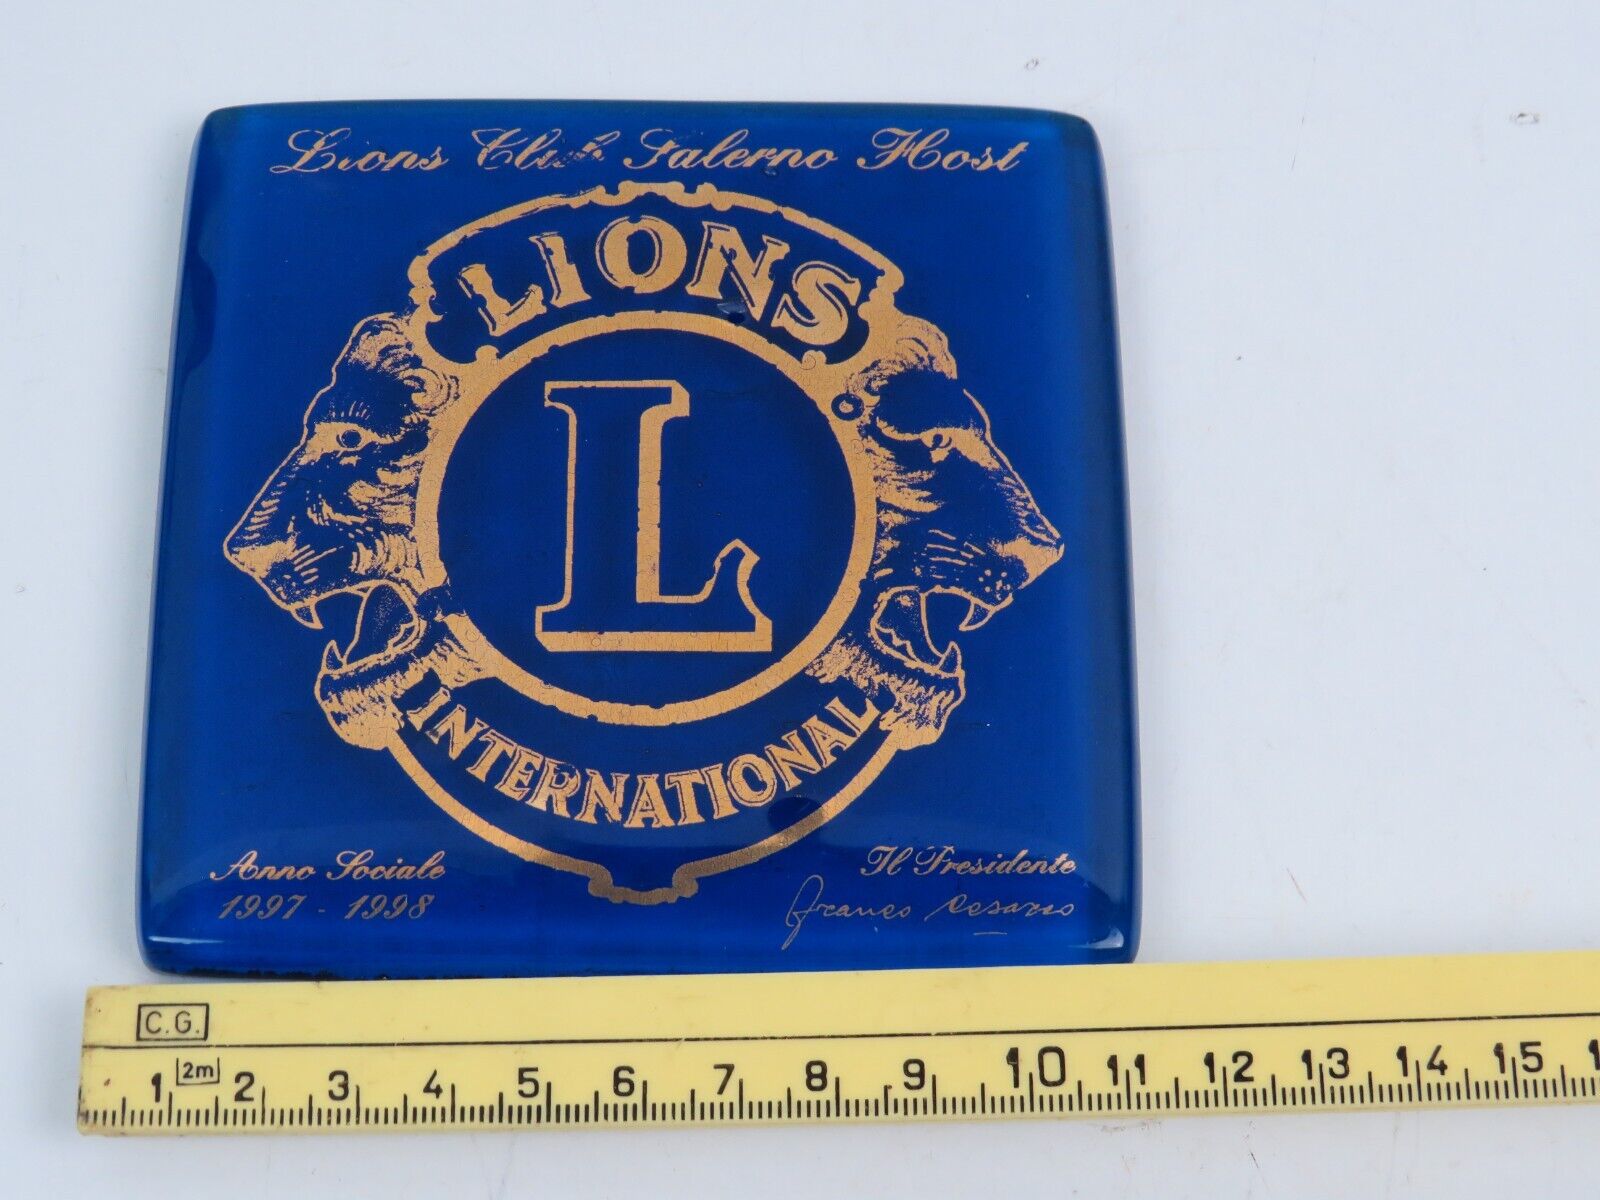 Lions Club Salerno Host
LIONS
L
INTERNATIONAL
Anno Sociale
1997 - 1998
Il Presidente
Franco
C.G.
2m
1 2 3 4 5 6 7 8 9 10 11 12 13 14 15